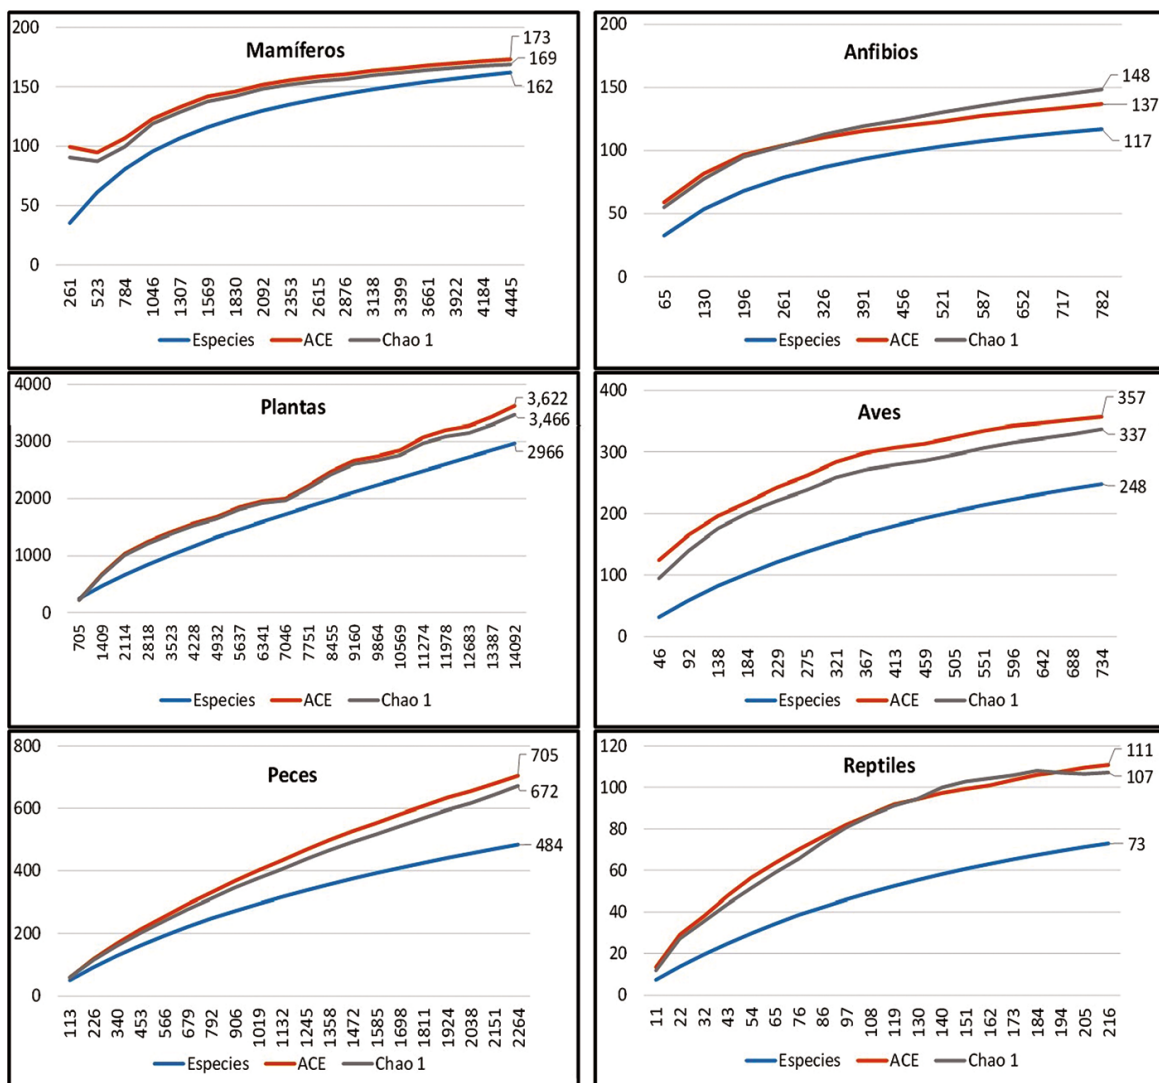 Mamíferos
200
150
100
50
0
173
169
162
261 523 784 1046 1307 1569 1830 2092 2353 2615 2876 3138 3399 3661 3922 4184 4445
Especies ACE Chao 1
Anfibios
200
150
100
50
0
148
137
117
65 130 196 261 326 391 456 521 587 652 717 782
Especies ACE Chao 1
Plantas
4000
3000
2000
1000
0
3,622
3,466
2966
705 1409 2114 2818 3523 4228 4932 5637 6341 7046 7751 8455 9160 9864 10569 11274 11978 12683 13387 14092
Especies ACE Chao 1
Aves
400
300
200
100
0
357
337
248
46 92 138 184 229 275 321 367 413 459 505 551 596 642 688 734
Especies ACE Chao 1
Peces
800
600
400
200
0
705
672
484
113 226 340 453 566 679 792 906 1019 1132 1245 1358 1472 1585 1698 1811 1924 2038 2151 2264
Especies ACE Chao 1
Reptiles
120
100
80
60
40
20
0
111
107
73
11 22 32 43 54 65 76 86 97 108 119 130 140 151 162 173 184 194 205 216
Especies ACE Chao 1